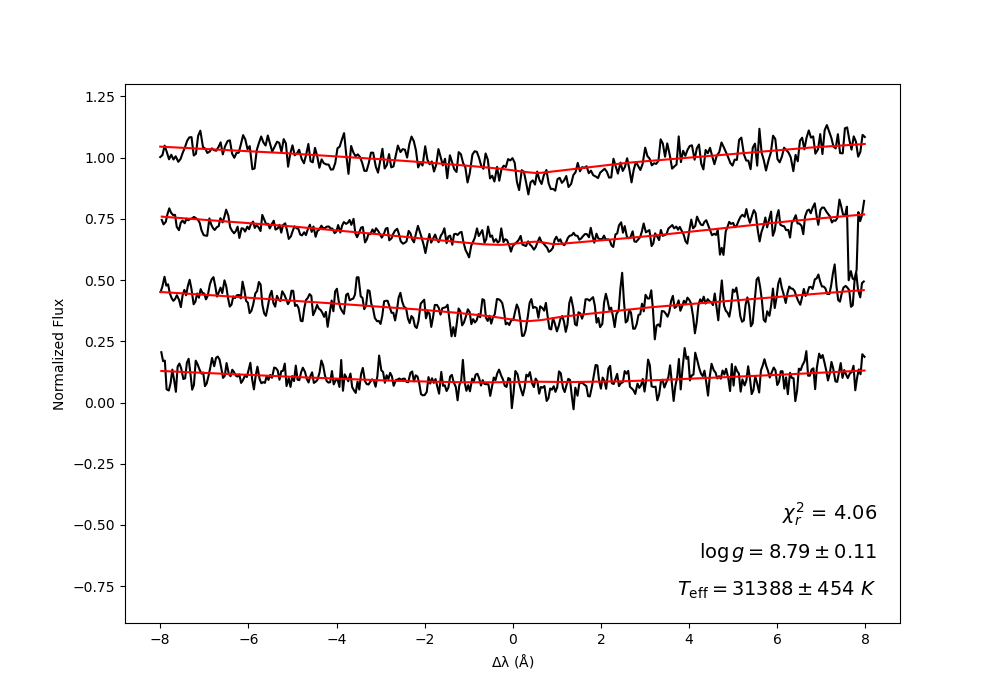 1.25
1.00
0.75
0.50
0.25
0.00
−0.25
−0.50
−0.75
Normalized Flux
χ²ᵣ = 4.06
log g = 8.79 ± 0.11
T_eff = 31388 ± 454 K
−8 −6 −4 −2 0 2 4 6 8
Δλ (Å)